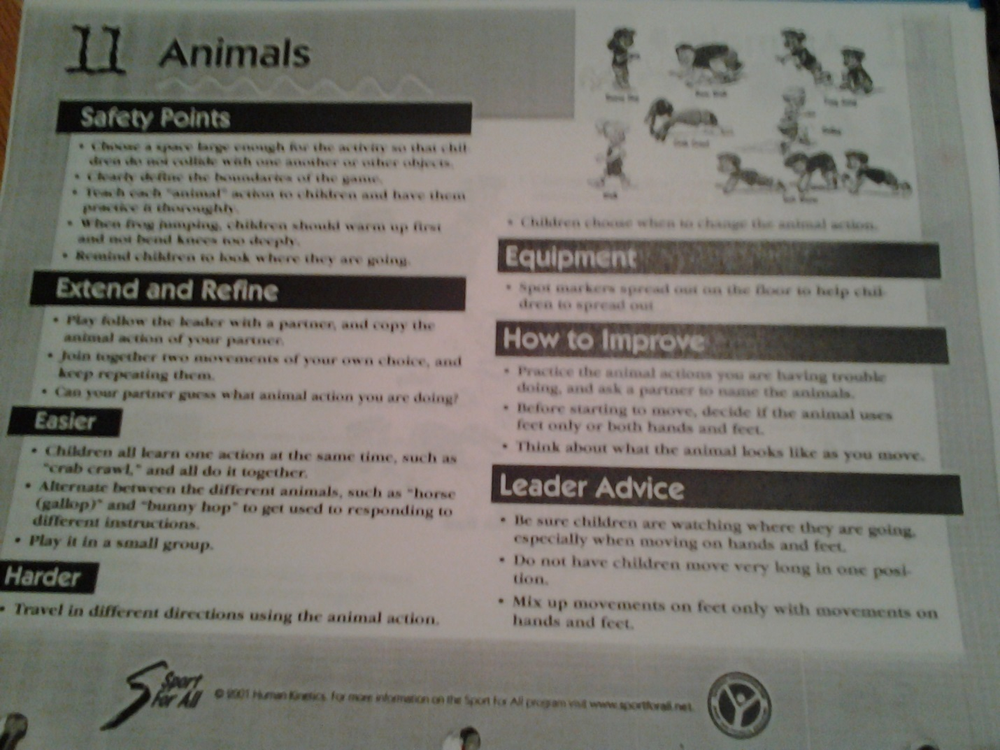 11 Animals
Safety Points
• Choose a space large enough for the activity so that chil
dren do not collide with one another or other objects.
• Clearly define the boundaries of the game.
• Teach each "animal" action to children and have them
practice it thoroughly.
• When frog jumping, children should warm up first
and not bend knees too deeply.
• Remind children to look where they are going.
Extend and Refine
• Play follow the leader with a partner, and copy the
animal action of your partner.
• Join together two movements of your own choice, and
keep repeating them.
• Can your partner guess what animal action you are doing?
Easier
• Children all learn one action at the same time, such as
"crab crawl," and all do it together.
• Alternate between the different animals, such as "horse
(gallop)" and "bunny hop" to get used to responding to
different instructions.
• Play it in a small group.
Harder
• Travel in different directions using the animal action.
Walk
• Children choose when to change the animal action.
Equipment
• Spot markers spread out on the floor to help chil-
dren to spread out
How to Improve
• Practice the animal actions you are having trouble
doing, and ask a partner to name the animals.
• Before starting to move, decide if the animal uses
feet only or both hands and feet.
• Think about what the animal looks like as you move.
Leader Advice
• Be sure children are watching where they are going,
especially when moving on hands and feet.
• Do not have children move very long in one posi-
tion.
• Mix up movements on feet only with movements on
hands and feet.
Sport
For All
© 2001 Human Kinetics. For more information on the Sport For All program visit www.sportforall.net.